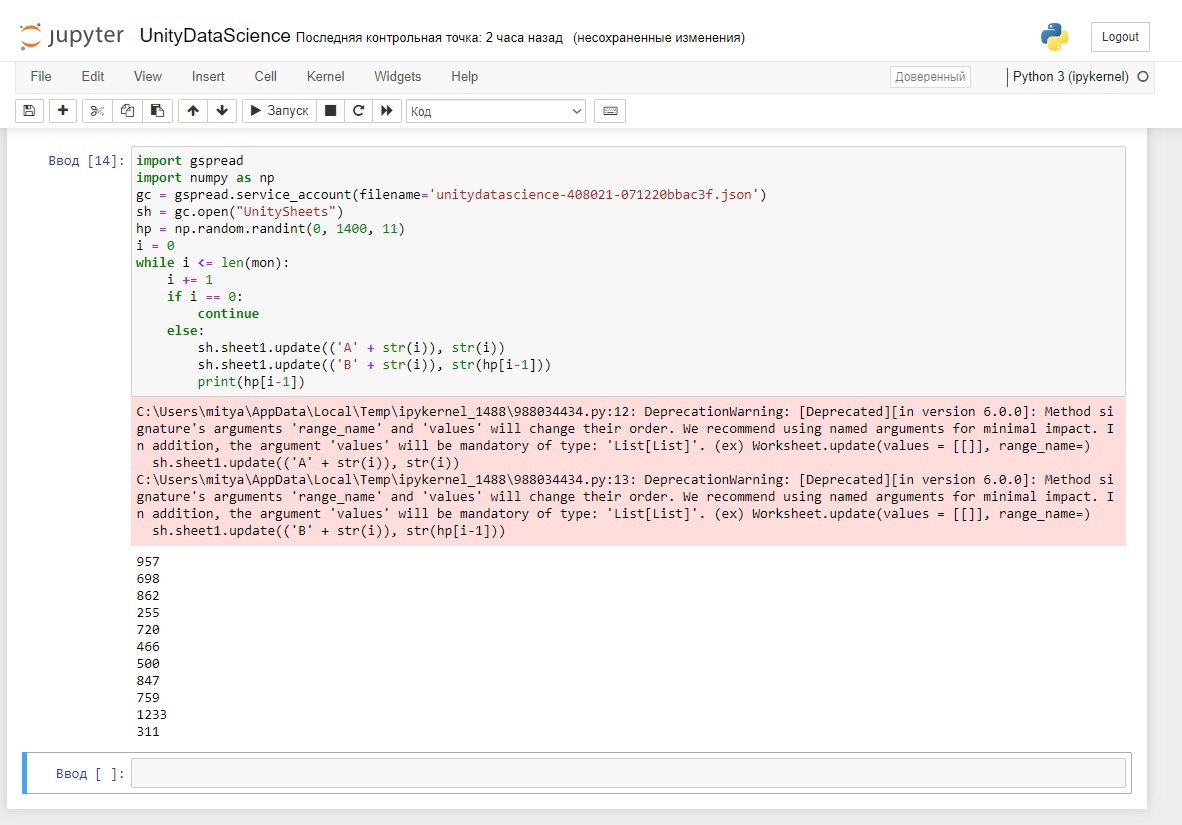 jupyter UnityDataScience Последняя контрольная точка: 2 часа назад (несохраненные изменения) Logout
File Edit View Insert Cell Kernel Widgets Help Доверенный Python 3 (ipykernel)
Запуск Код
Ввод [14]: import gspread
import numpy as np
gc = gspread.service_account(filename='unitydatascience-408021-071220bbac3f.json')
sh = gc.open("UnitySheets")
hp = np.random.randint(0, 1400, 11)
i = 0
while i <= len(mon):
    i += 1
    if i == 0:
        continue
    else:
        sh.sheet1.update(('A' + str(i)), str(i))
        sh.sheet1.update(('B' + str(i)), str(hp[i-1]))
        print(hp[i-1])
C:\Users\mitya\AppData\Local\Temp\ipykernel_1488\988034434.py:12: DeprecationWarning: [Deprecated][in version 6.0.0]: Method si
gnature's arguments 'range_name' and 'values' will change their order. We recommend using named arguments for minimal impact. I
n addition, the argument 'values' will be mandatory of type: 'List[List]'. (ex) Worksheet.update(values = [[]], range_name=)
  sh.sheet1.update(('A' + str(i)), str(i))
C:\Users\mitya\AppData\Local\Temp\ipykernel_1488\988034434.py:13: DeprecationWarning: [Deprecated][in version 6.0.0]: Method si
gnature's arguments 'range_name' and 'values' will change their order. We recommend using named arguments for minimal impact. I
n addition, the argument 'values' will be mandatory of type: 'List[List]'. (ex) Worksheet.update(values = [[]], range_name=)
  sh.sheet1.update(('B' + str(i)), str(hp[i-1]))
957
698
862
255
720
466
500
847
759
1233
311
Ввод [ ]: